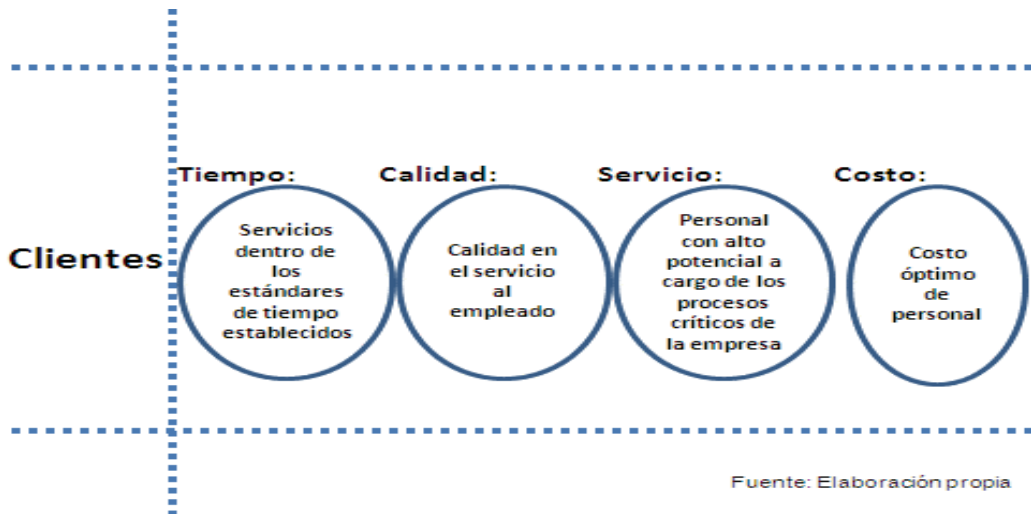 Clientes
Tiempo:
Servicios
dentro de
los
estándares
de tiempo
establecidos
Calidad:
Calidad en
el servicio
al
empleado
Servicio:
Personal
con alto
potencial a
cargo de los
procesos
críticos de
la empresa
Costo:
Costo
óptimo
de
personal
Fuente: Elaboración propia